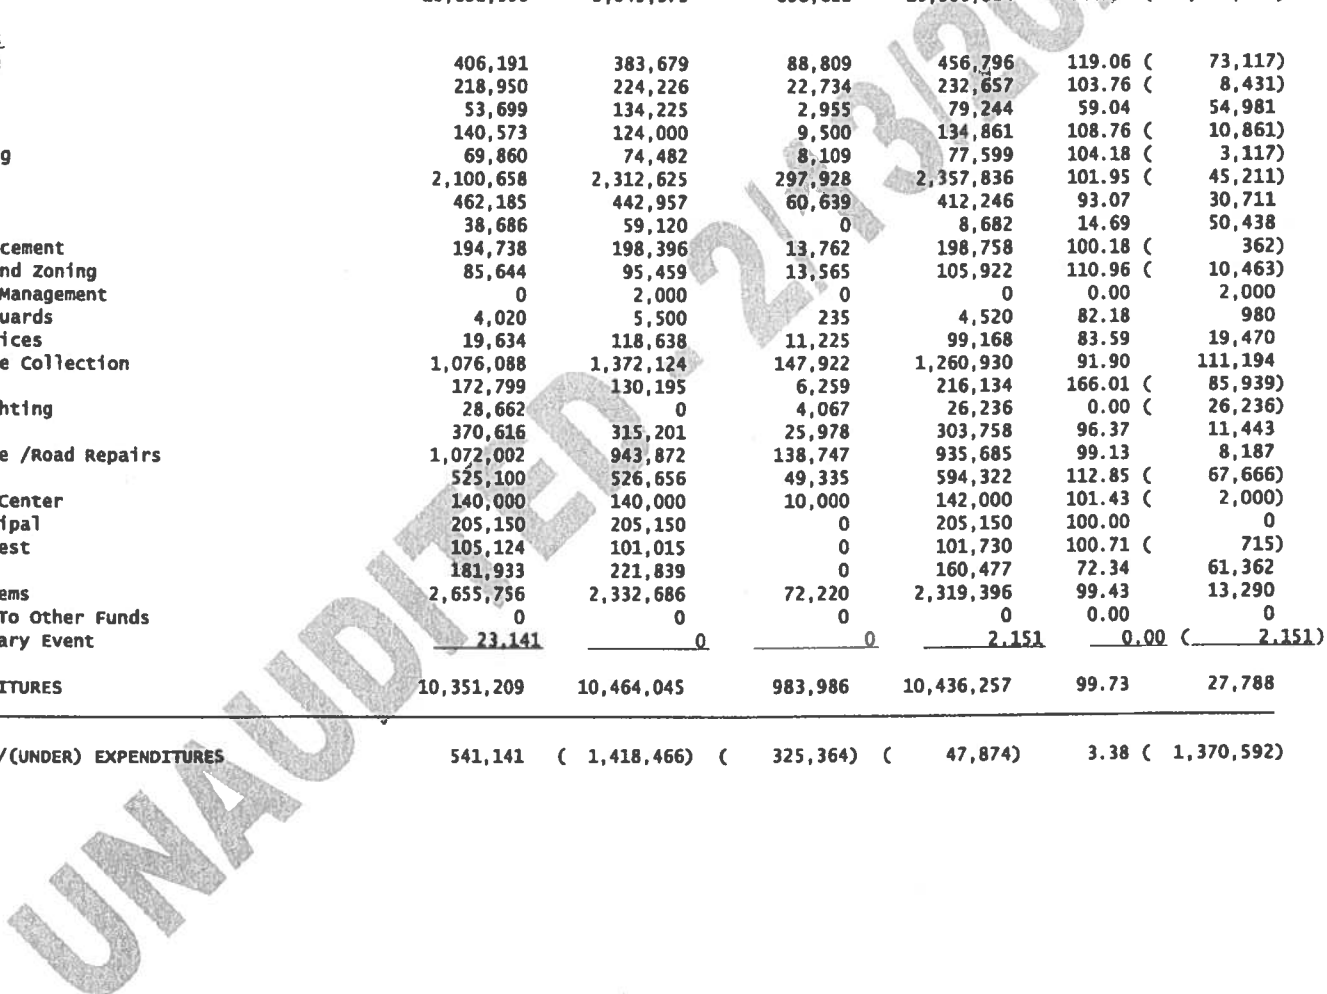 406,191 383,679 88,809 456,796 119.06 ( 73,117)
218,950 224,226 22,734 232,657 103.76 ( 8,431)
53,699 134,225 2,955 79,244 59.04 54,981
140,573 124,000 9,500 134,861 108.76 ( 10,861)
g 69,860 74,482 8,109 77,599 104.18 ( 3,117)
2,100,658 2,312,625 297,928 2,357,836 101.95 ( 45,211)
462,185 442,957 60,639 412,246 93.07 30,711
38,686 59,120 0 8,682 14.69 50,438
cement 194,738 198,396 13,762 198,758 100.18 ( 362)
nd Zoning 85,644 95,459 13,565 105,922 110.96 ( 10,463)
Management 0 2,000 0 0 0.00 2,000
uards 4,020 5,500 235 4,520 82.18 980
ices 19,634 118,638 11,225 99,168 83.59 19,470
e Collection 1,076,088 1,372,124 147,922 1,260,930 91.90 111,194
172,799 130,195 6,259 216,134 166.01 ( 85,939)
hting 28,662 0 4,067 26,236 0.00 ( 26,236)
370,616 315,201 25,978 303,758 96.37 11,443
e /Road Repairs 1,072,002 943,872 138,747 935,685 99.13 8,187
525,100 526,656 49,335 594,322 112.85 ( 67,666)
Center 140,000 140,000 10,000 142,000 101.43 ( 2,000)
ipal 205,150 205,150 0 205,150 100.00 0
est 105,124 101,015 0 101,730 100.71 ( 715)
181,933 221,839 0 160,477 72.34 61,362
ems 2,655,756 2,332,686 72,220 2,319,396 99.43 13,290
To Other Funds 0 0 0 0 0.00 0
ary Event 23,141 0 0 2,151 0.00 ( 2,151)
ITURES 10,351,209 10,464,045 983,986 10,436,257 99.73 27,788
/(UNDER) EXPENDITURES 541,141 ( 1,418,466) ( 325,364) ( 47,874) 3.38 ( 1,370,592)
UNAUDITED - 2/13/20